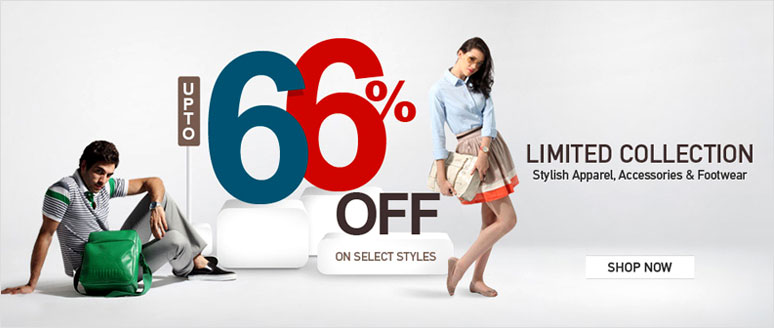 UPTO
66%
OFF
ON SELECT STYLES
LIMITED COLLECTION
Stylish Apparel, Accessories & Footwear
SHOP NOW